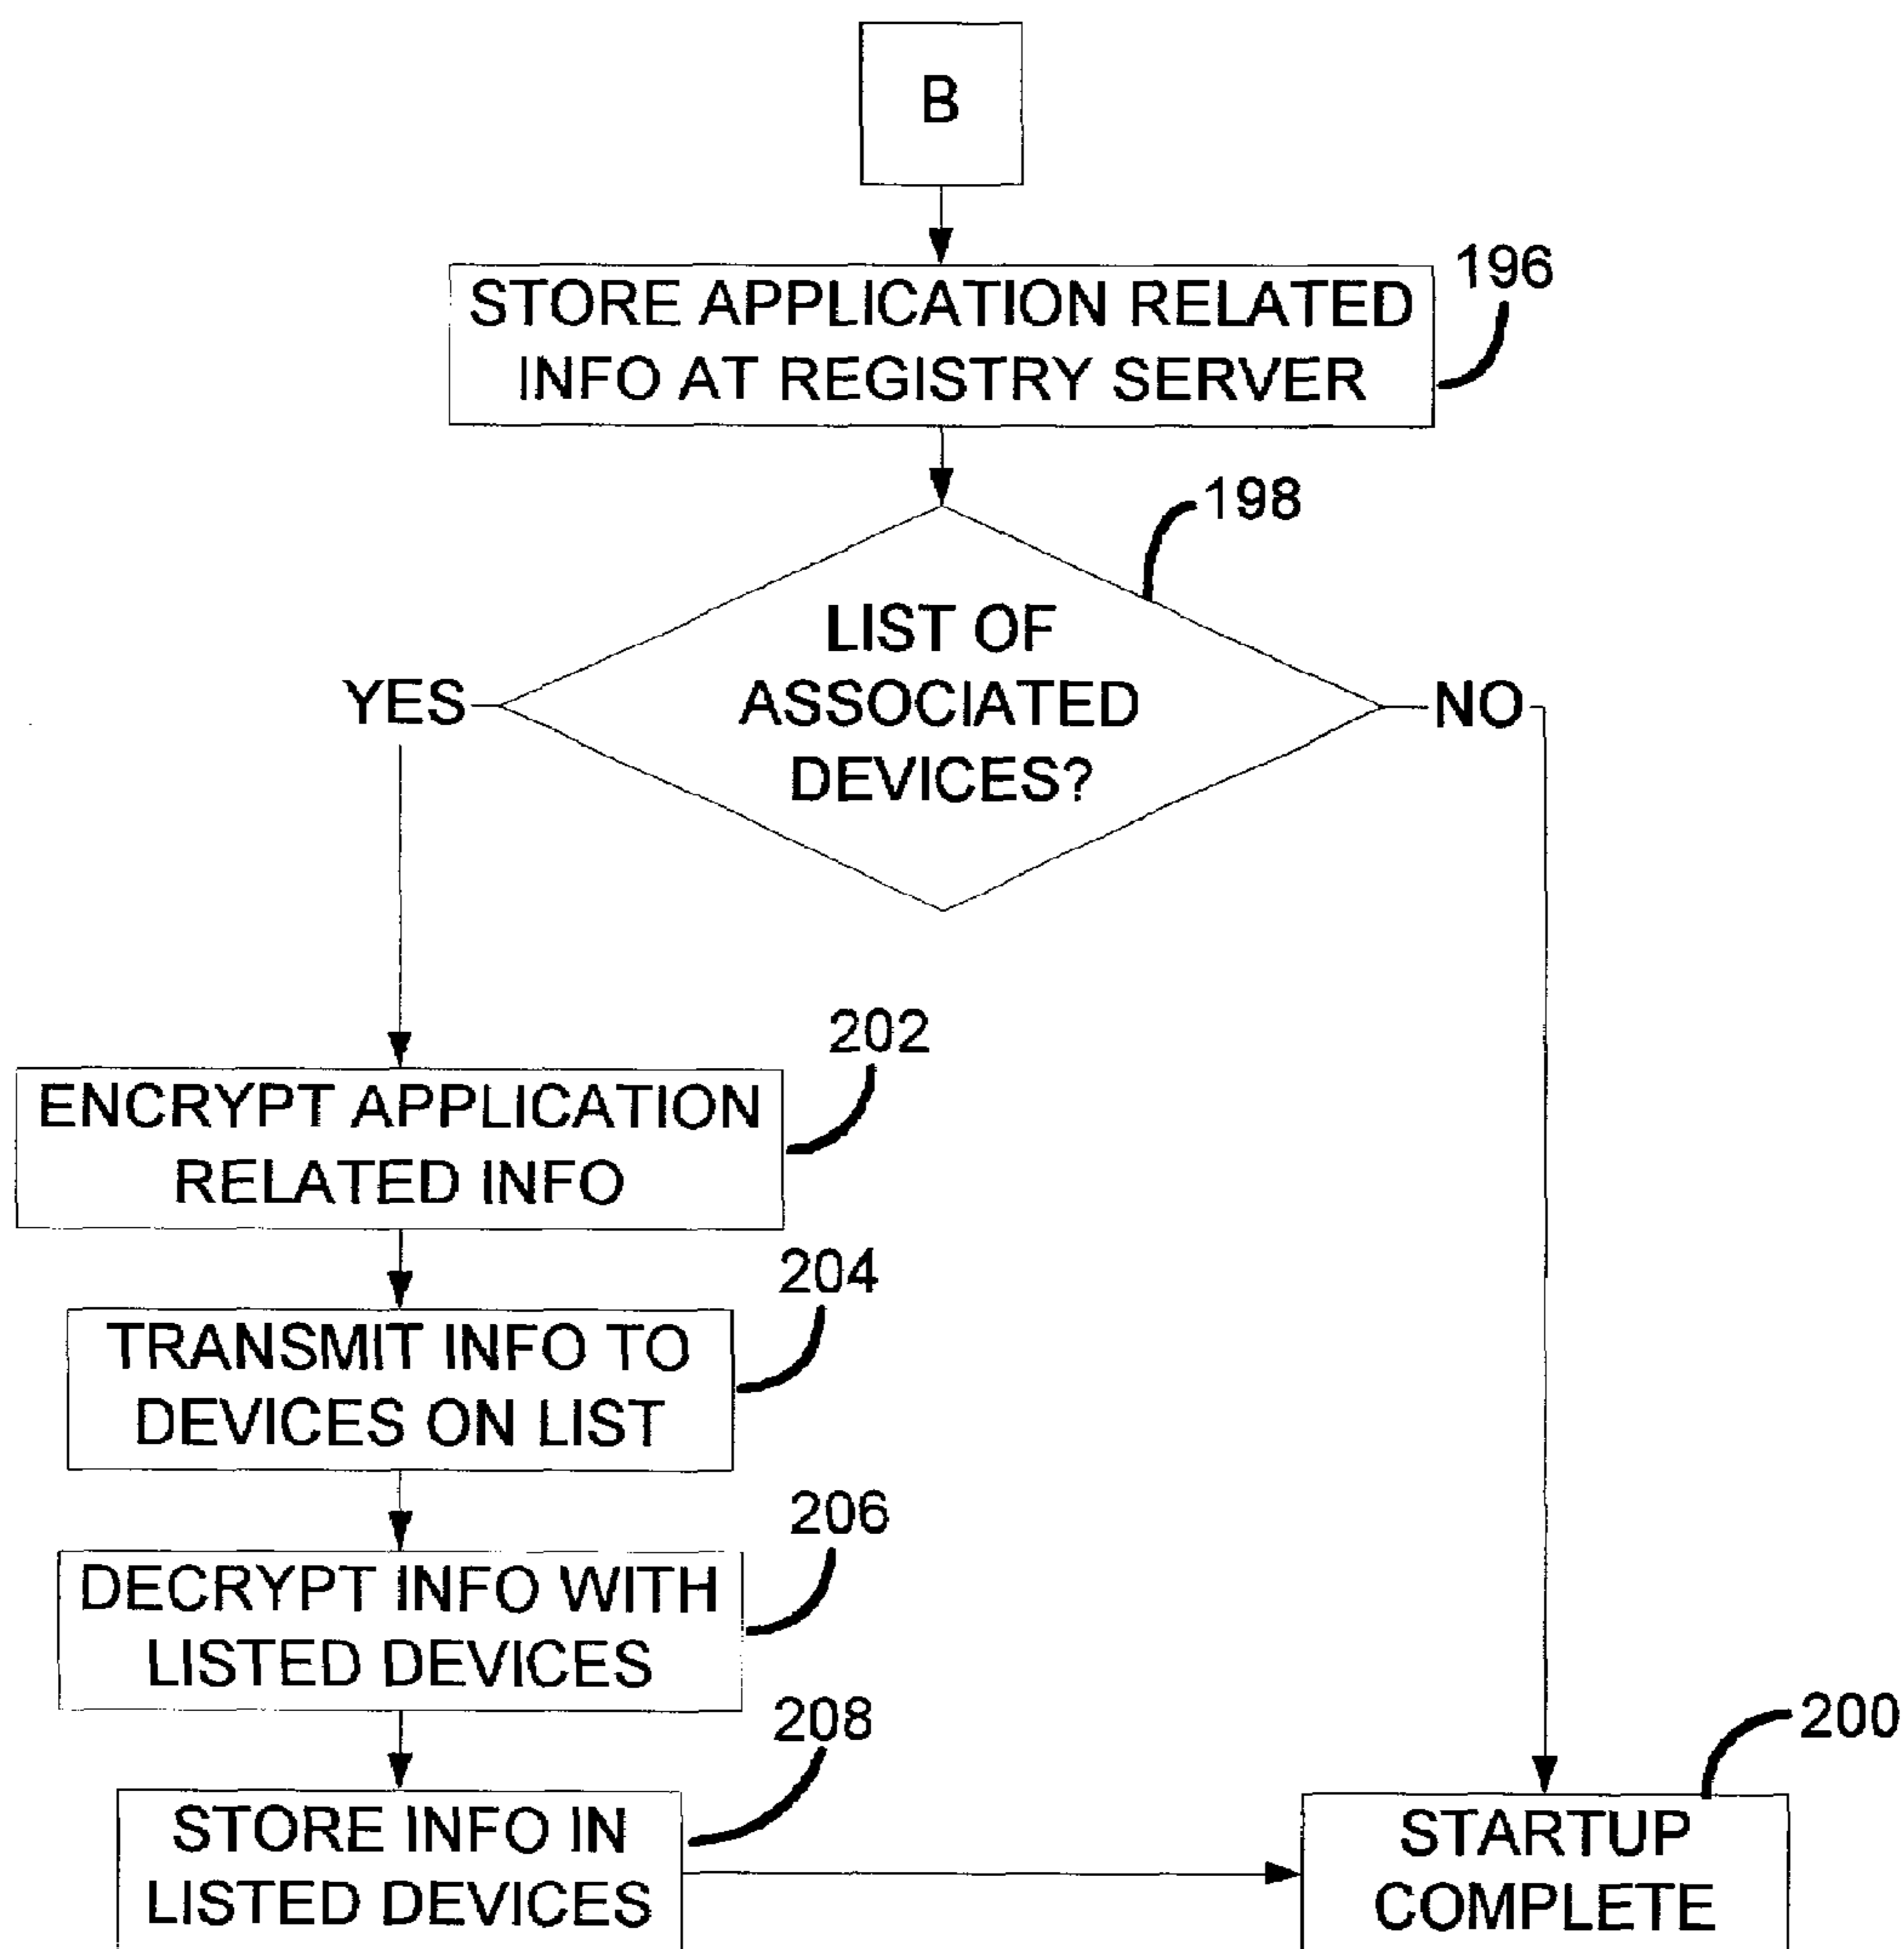 B
STORE APPLICATION RELATED
INFO AT REGISTRY SERVER
196
198
LIST OF
ASSOCIATED
DEVICES?
YES
NO
202
ENCRYPT APPLICATION
RELATED INFO
204
TRANSMIT INFO TO
DEVICES ON LIST
206
DECRYPT INFO WITH
LISTED DEVICES
208
STORE INFO IN
LISTED DEVICES
200
STARTUP
COMPLETE